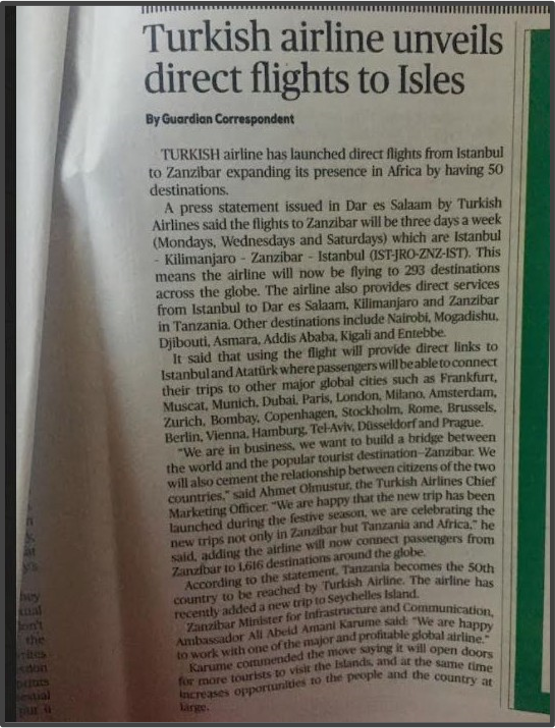 Turkish airline unveils
direct flights to Isles
By Guardian Correspondent
TURKISH airline has launched direct flights from Istanbul
to Zanzibar expanding its presence in Africa by having 50
destinations.
A press statement issued in Dar es Salaam by Turkish
Airlines said the flights to Zanzibar will be three days a week
(Mondays, Wednesdays and Saturdays) which are Istanbul
- Kilimanjaro - Zanzibar - Istanbul (IST-JRO-ZNZ-IST). This
means the airline will now be flying to 293 destinations
across the globe. The airline also provides direct services
from Istanbul to Dar es Salaam, Kilimanjaro and Zanzibar
in Tanzania. Other destinations include Nairobi, Mogadishu,
Djibouti, Asmara, Addis Ababa, Kigali and Entebbe.
It said that using the flight will provide direct links to
Istanbul and Atatürk where passengers will be able to connect
their trips to other major global cities such as Frankfurt,
Muscat, Munich, Dubai, Paris, London, Milano, Amsterdam,
Zurich, Bombay, Copenhagen, Stockholm, Rome, Brussels,
Berlin, Vienna, Hamburg, Tel-Aviv, Düsseldorf and Prague.
"We are in business, we want to build a bridge between
the world and the popular tourist destination–Zanzibar. We
will also cement the relationship between citizens of the two
countries," said Ahmet Olmustur, the Turkish Airlines Chief
Marketing Officer. "We are happy that the new trip has been
launched during the festive season, we are celebrating the
new trips not only in Zanzibar but Tanzania and Africa," he
said, adding the airline will now connect passengers from
Zanzibar to 1,616 destinations around the globe.
According to the statement, Tanzania becomes the 50th
country to be reached by Turkish Airline. The airline has
recently added a new trip to Seychelles Island.
Zanzibar Minister for Infrastructure and Communication,
Ambassador Ali Abeid Amani Karume said: "We are happy
to work with one of the major and profitable global airline."
Karume commended the move saying it will open doors
for more tourists to visit the Islands, and at the same time
increases opportunities to the people and the country at
large.
they
don't
the